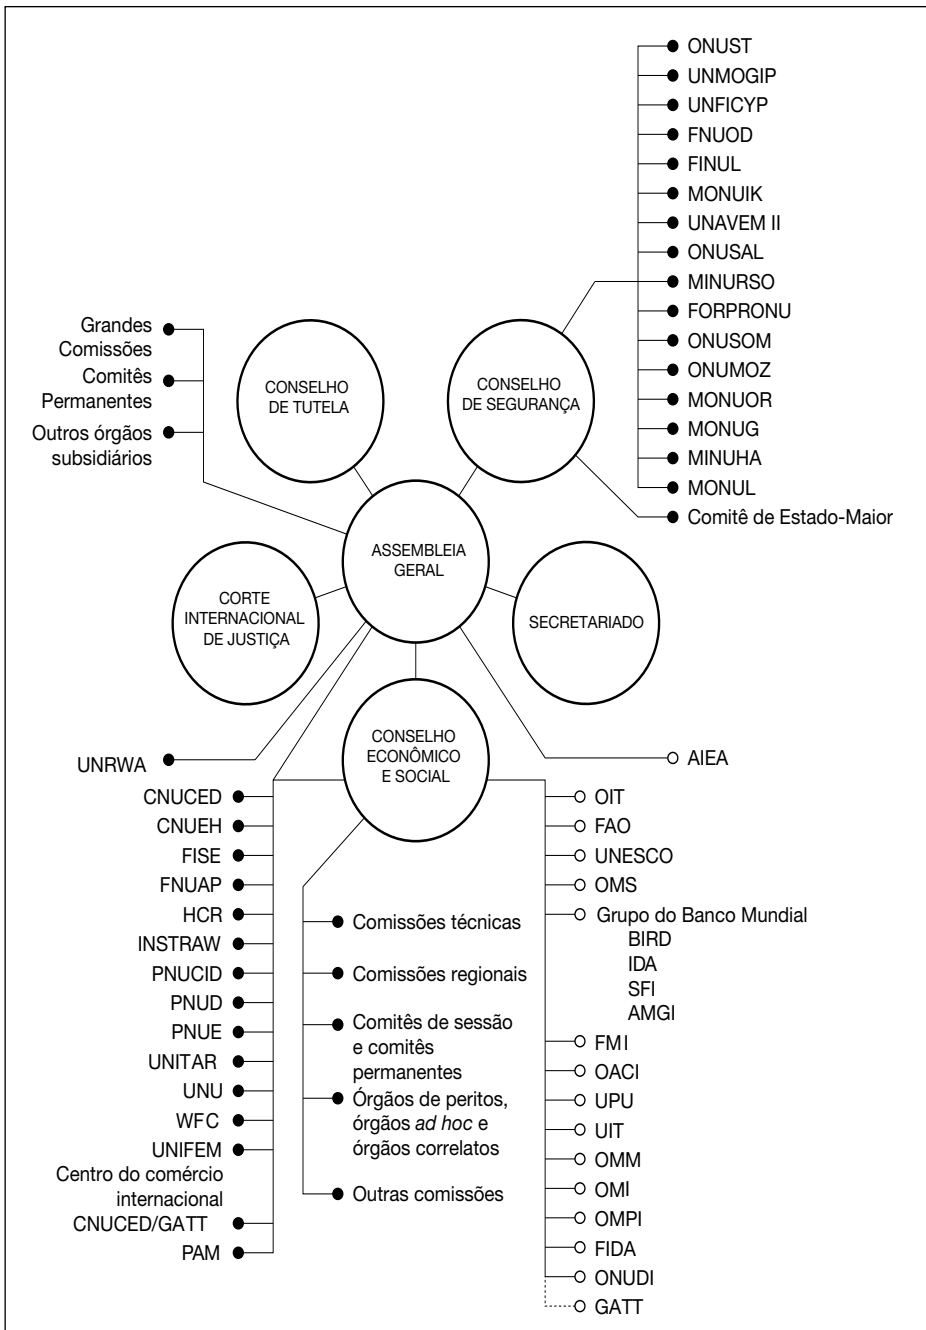 ONUST
UNMOGIP
UNFICYP
FNUOD
FINUL
MONUIK
UNAVEM II
ONUSAL
MINURSO
FORPRONU
ONUSOM
ONUMOZ
MONUOR
MONUG
MINUHA
MONUL
Comitê de Estado-Maior
Grandes
Comissões
Comitês
Permanentes
Outros órgãos
subsidiários
CONSELHO
DE TUTELA
CONSELHO
DE SEGURANÇA
ASSEMBLEIA
GERAL
CORTE
INTERNACIONAL
DE JUSTIÇA
SECRETARIADO
CONSELHO
ECONÔMICO
E SOCIAL
UNRWA
AIEA
CNUCED
CNUEH
FISE
FNUAP
HCR
INSTRAW
PNUCID
PNUD
PNUE
UNITAR
UNU
WFC
UNIFEM
Centro do comércio
internacional
CNUCED/GATT
PAM
Comissões técnicas
Comissões regionais
Comitês de sessão
e comitês
permanentes
Órgãos de peritos,
órgãos ad hoc e
órgãos correlatos
Outras comissões
OIT
FAO
UNESCO
OMS
Grupo do Banco Mundial
BIRD
IDA
SFI
AMGI
FMI
OACI
UPU
UIT
OMM
OMI
OMPI
FIDA
ONUDI
GATT